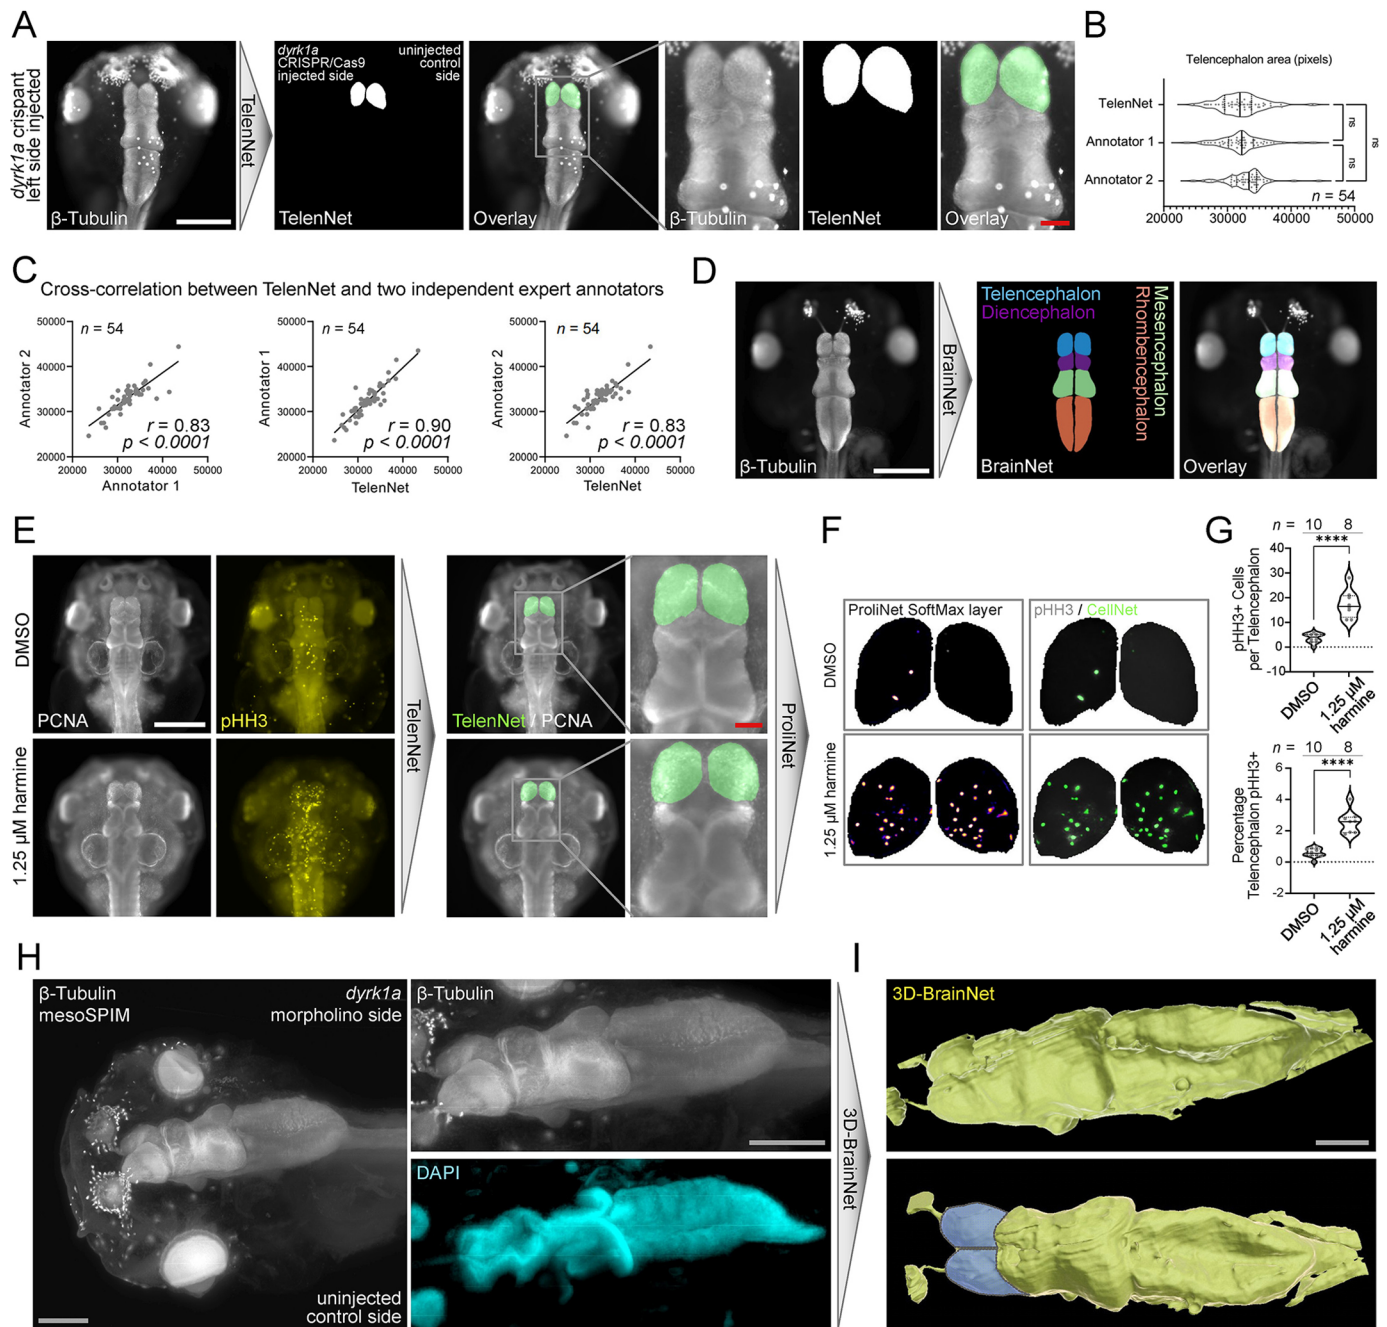 A
dyrk1a crispant
left side injected
β-Tubulin
TelenNet
dyrk1a
CRISPR/Cas9
injected side
uninjected
control
side
TelenNet
Overlay
β-Tubulin
TelenNet
Overlay
B
Telencephalon area (pixels)
TelenNet
Annotator 1
Annotator 2
ns
ns
ns
n = 54
20000 30000 40000 50000
C
Cross-correlation between TelenNet and two independent expert annotators
50000
40000
30000
20000
Annotator 2
n = 54
r = 0.83
p < 0.0001
20000 30000 40000 50000
Annotator 1
50000
40000
30000
20000
Annotator 1
n = 54
r = 0.90
p < 0.0001
20000 30000 40000 50000
TelenNet
50000
40000
30000
20000
Annotator 2
n = 54
r = 0.83
p < 0.0001
20000 30000 40000 50000
TelenNet
D
β-Tubulin
BrainNet
Telencephalon
Diencephalon
Mesencephalon
Rhombencephalon
BrainNet
Overlay
E
DMSO
1.25 µM harmine
PCNA
pHH3
TelenNet
TelenNet / PCNA
ProliNet
F
ProliNet SoftMax layer
pHH3 / CellNet
DMSO
1.25 µM harmine
G
n = 10 8
****
pHH3+ Cells
per Telencephalon
40
30
20
10
0
-10
DMSO
1.25 µM
harmine
n = 10 8
****
Percentage
Telencephalon pHH3+
6
4
2
0
-2
DMSO
1.25 µM
harmine
H
β-Tubulin
mesoSPIM
dyrk1a
morpholino side
uninjected
control side
β-Tubulin
DAPI
3D-BrainNet
I
3D-BrainNet